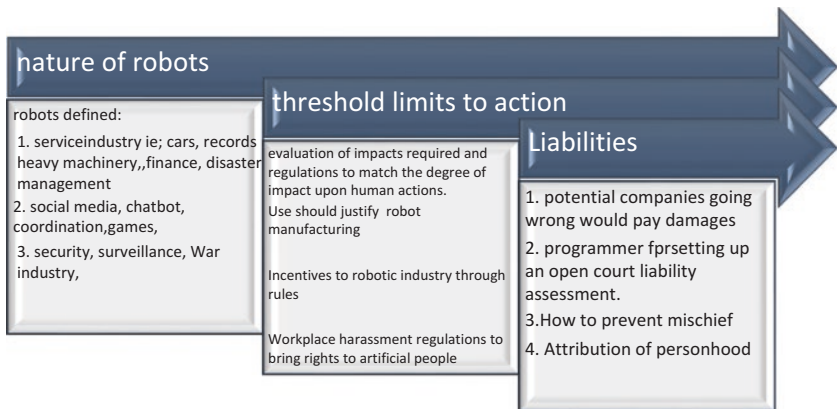 nature of robots
robots defined:
1. serviceindustry ie; cars, records
heavy machinery,,finance, disaster
management
2. social media, chatbot,
coordination,games,
3. security, surveillance, War
industry,
threshold limits to action
evaluation of impacts required and
regulations to match the degree of
impact upon human actions.
Use should justify robot
manufacturing
Incentives to robotic industry through
rules
Workplace harassment regulations to
bring rights to artificial people
Liabilities
1. potential companies going
wrong would pay damages
2. programmer fprsetting up
an open court liability
assessment.
3.How to prevent mischief
4. Attribution of personhood